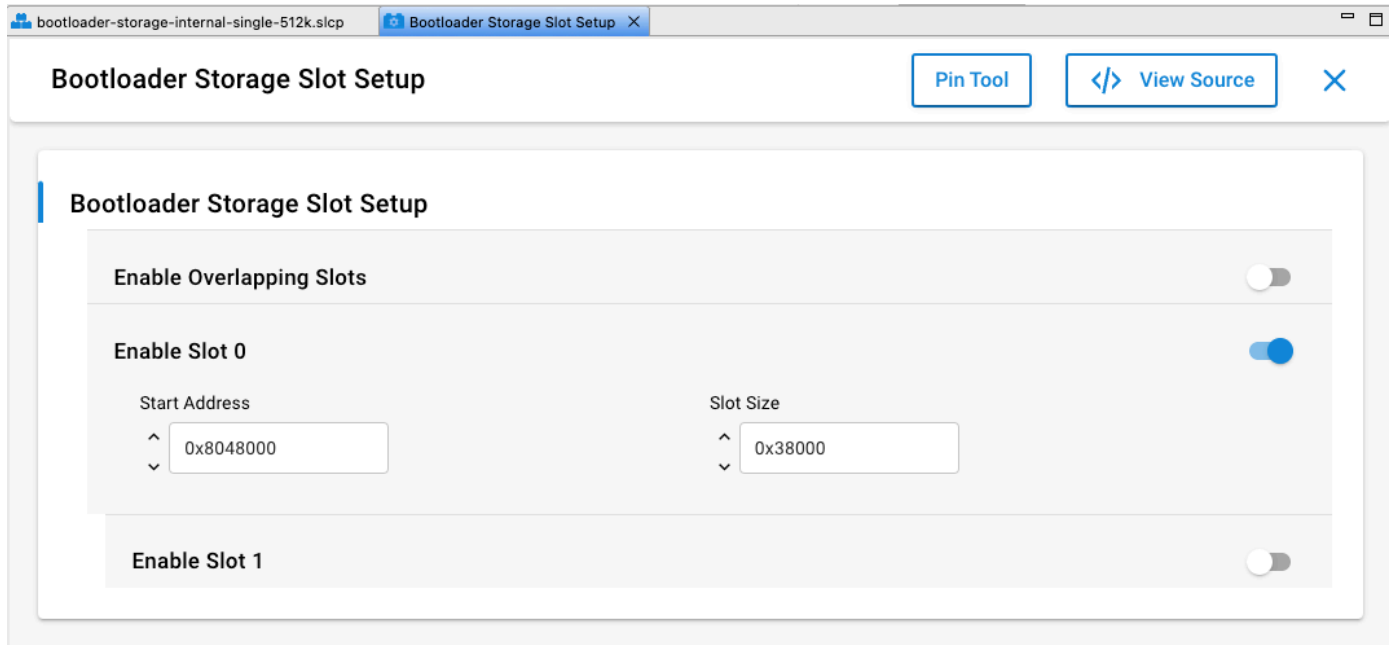 bootloader-storage-internal-single-512k.slcp
Bootloader Storage Slot Setup
Bootloader Storage Slot Setup
Pin Tool
</> View Source
Bootloader Storage Slot Setup
Enable Overlapping Slots
Enable Slot 0
Start Address
Slot Size
0x8048000
0x38000
Enable Slot 1